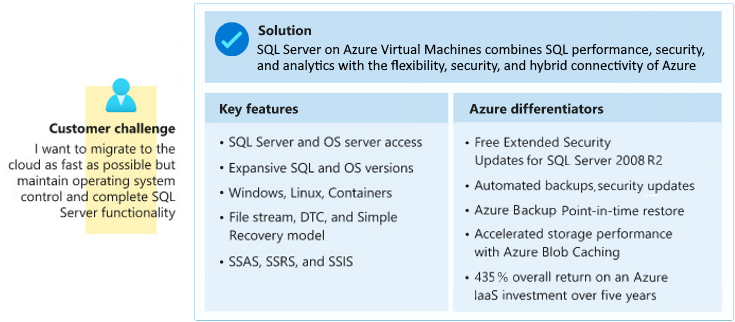 Customer challenge
I want to migrate to the
cloud as fast as possible but
maintain operating system
control and complete SQL
Server functionality
Solution
SQL Server on Azure Virtual Machines combines SQL performance, security,
and analytics with the flexibility, security, and hybrid connectivity of Azure
Key features
• SQL Server and OS server access
• Expansive SQL and OS versions
• Windows, Linux, Containers
• File stream, DTC, and Simple
Recovery model
• SSAS, SSRS, and SSIS
Azure differentiators
• Free Extended Security
Updates for SQL Server 2008 R2
• Automated backups, security updates
• Azure Backup Point-in-time restore
• Accelerated storage performance
with Azure Blob Caching
• 435% overall return on an Azure
IaaS investment over five years